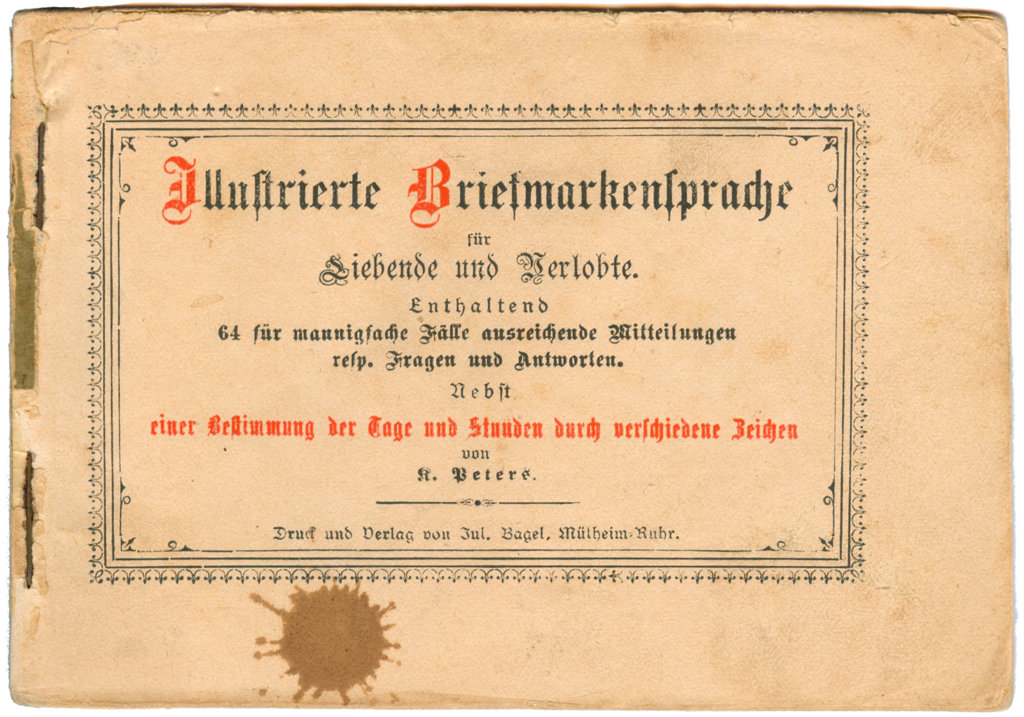 Illustrierte Briefmarkensprache
für
Liebende und Verlobte.
Enthaltend
64 für mannigfache Fälle ausreichende Mitteilungen
resp. Fragen und Antworten.
Nebst
einer Bestimmung der Tage und Stunden durch verschiedene Zeichen
von
K. Peters.
Druck und Verlag von Jul. Bagel, Mülheim-Ruhr.